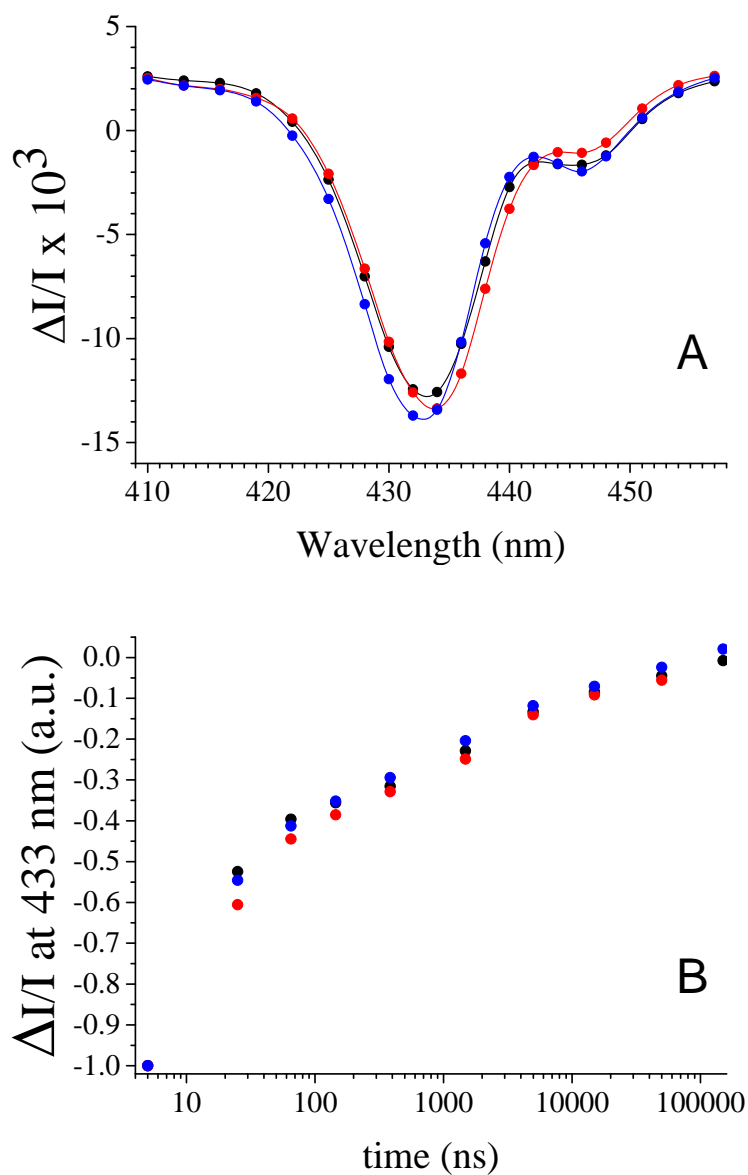 5
0
-5
-10
-15
ΔI/I x 10³
A
410 420 430 440 450
Wavelength (nm)
0.0
-0.1
-0.2
-0.3
-0.4
-0.5
-0.6
-0.7
-0.8
-0.9
-1.0
ΔI/I at 433 nm (a.u.)
B
10 100 1000 10000 100000
time (ns)